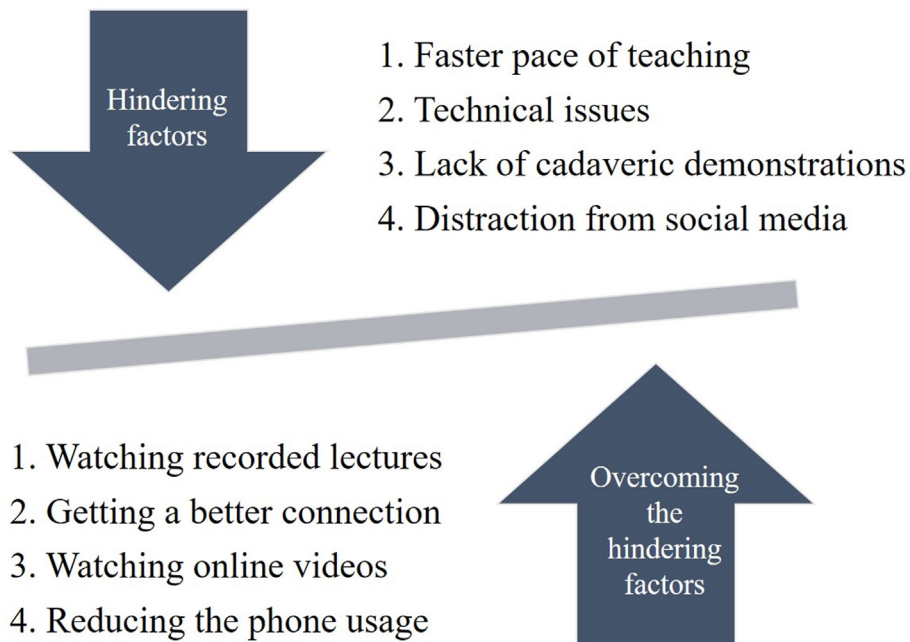 Hindering
factors
1. Faster pace of teaching
2. Technical issues
3. Lack of cadaveric demonstrations
4. Distraction from social media
1. Watching recorded lectures
2. Getting a better connection
3. Watching online videos
4. Reducing the phone usage
Overcoming
the
hindering
factors